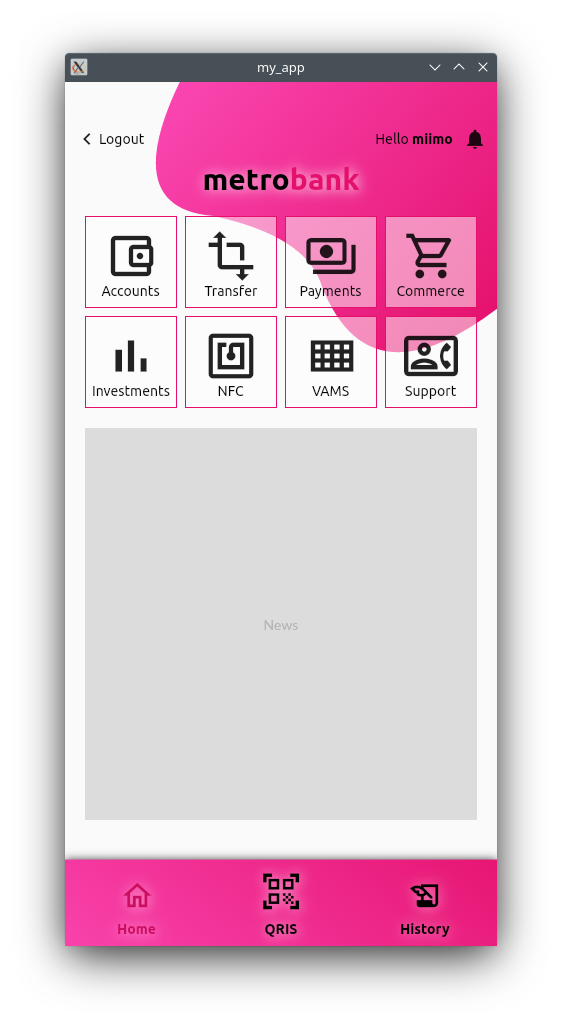 my_app
Logout
Hello miimo
metrobank
Accounts
Transfer
Payments
Commerce
Investments
NFC
VAMS
Support
News
Home
QRIS
History